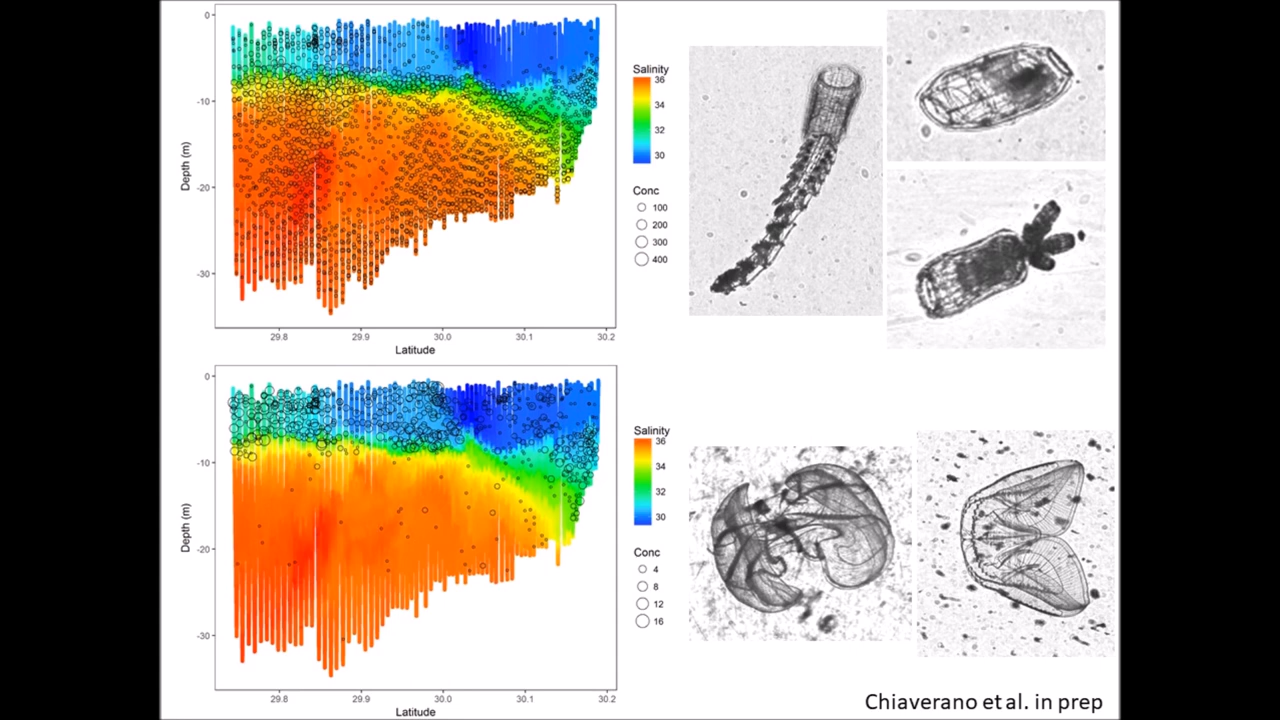 0
-10
-20
-30
Depth (m)
29.8 29.9 30.0 30.1 30.2
Latitude
Salinity
36
34
32
30
Conc
100
200
300
400
0
-10
-20
-30
Depth (m)
29.8 29.9 30.0 30.1 30.2
Latitude
Salinity
36
34
32
30
Conc
4
8
12
16
Chiaverano et al. in prep